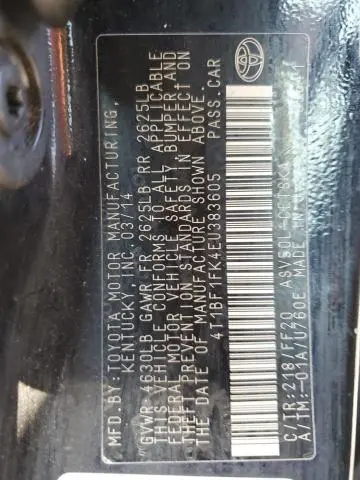 MFD.BY:TOYOTA MOTOR MANUFACTURING,
KENTUCKY, INC. 03/14
GVWR 4630LB GAWR FR 2625LB RR 2625LB
THIS VEHICLE CONFORMS TO ALL APPLICABLE
FEDERAL MOTOR VEHICLE SAFETY, BUMPER AND
THEFT PREVENTION STANDARDS IN EFFECT ON
THE DATE OF MANUFACTURE SHOWN ABOVE.
4T1BF1FK4EU383605 PASS.CAR
C/TR:218/FF20 ASV50L-
A/TM:-01A/U760E MADE IN